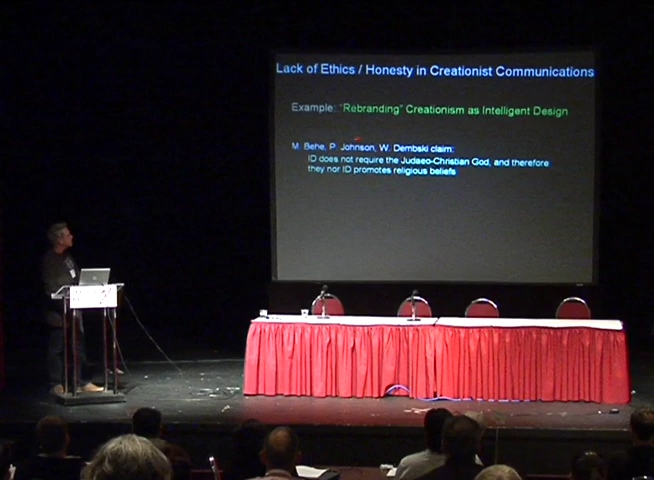 Lack of Ethics / Honesty in Creationist Communications
Example: "Rebranding" Creationism as Intelligent Design
M. Behe, P. Johnson, W. Dembski claim:
ID does not require the Judaeo-Christian God, and therefore
they nor ID promotes religious beliefs